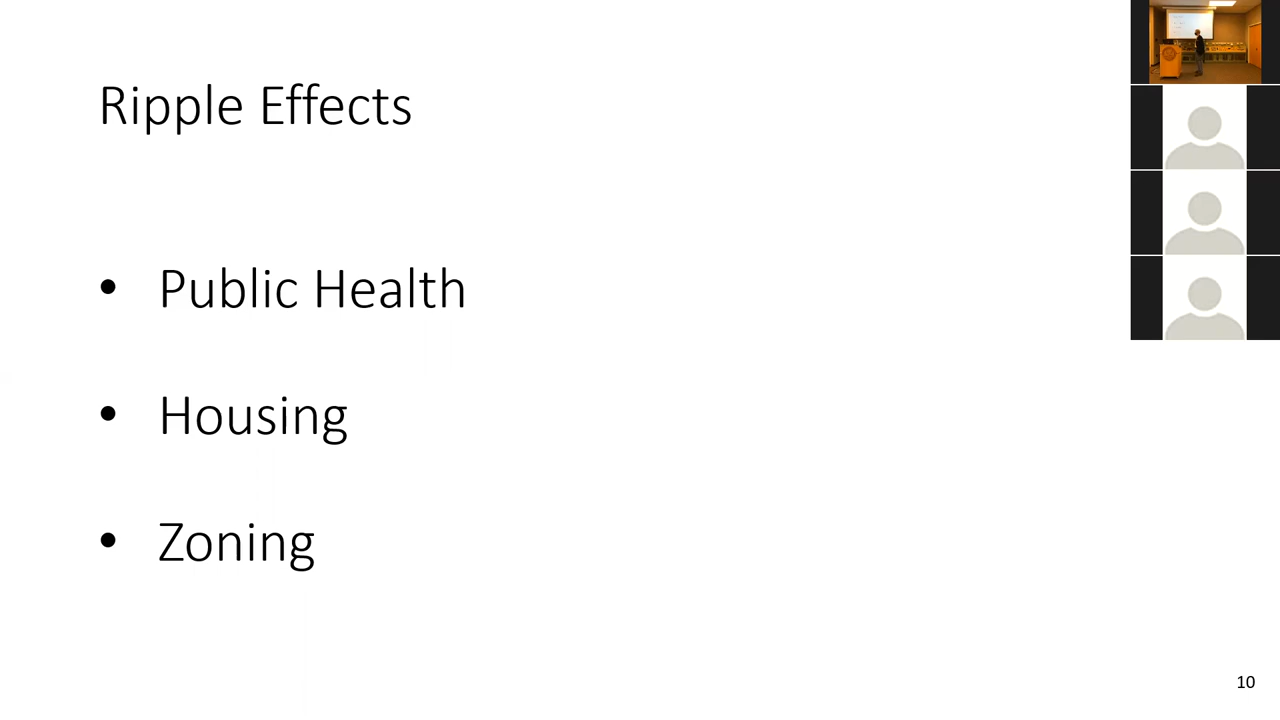 Ripple Effects
• Public Health
• Housing
• Zoning
10